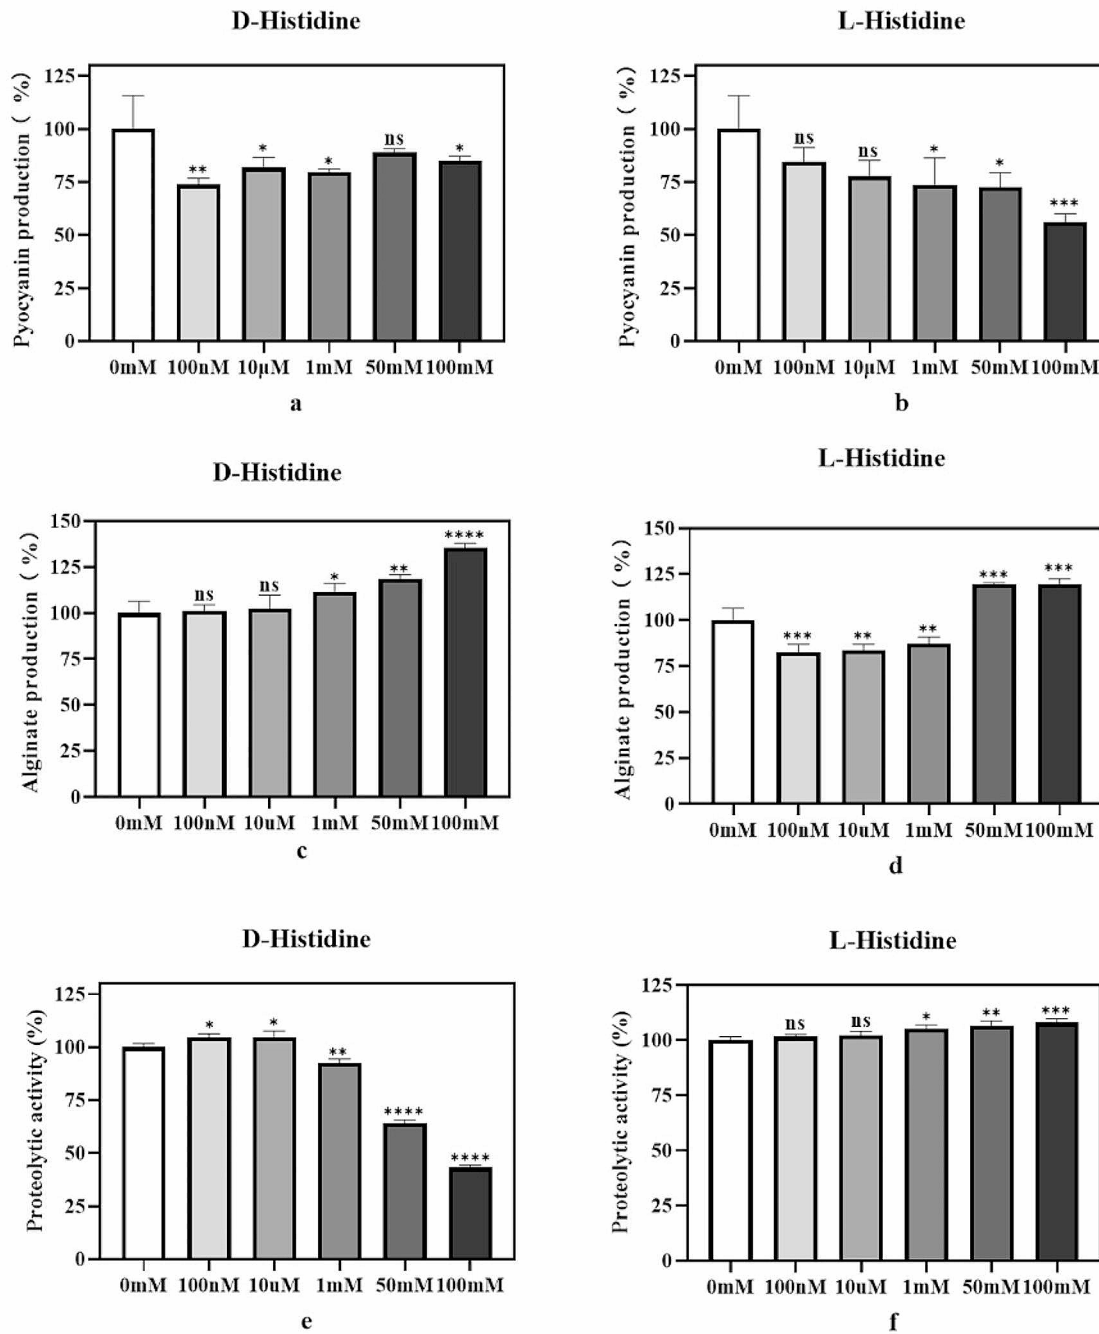 D-Histidine
Pyocyanin production ( %)
125
100
75
50
25
0
** * * ns *
0mM 100nM 10μM 1mM 50mM 100mM
a
L-Histidine
Pyocyanin production ( %)
125
100
75
50
25
0
ns ns * * ***
0mM 100nM 10μM 1mM 50mM 100mM
b
D-Histidine
Alginate production ( %)
150
125
100
75
50
25
0
ns ns * ** ****
0mM 100nM 10uM 1mM 50mM 100mM
c
L-Histidine
Alginate production ( %)
150
125
100
75
50
25
0
*** ** ** *** ***
0mM 100nM 10uM 1mM 50mM 100mM
d
D-Histidine
Proteolytic activity (%)
125
100
75
50
25
0
* * ** **** ****
0mM 100nM 10uM 1mM 50mM 100mM
e
L-Histidine
Proteolytic activity (%)
125
100
75
50
25
0
ns ns * ** ***
0mM 100nM 10uM 1mM 50mM 100mM
f